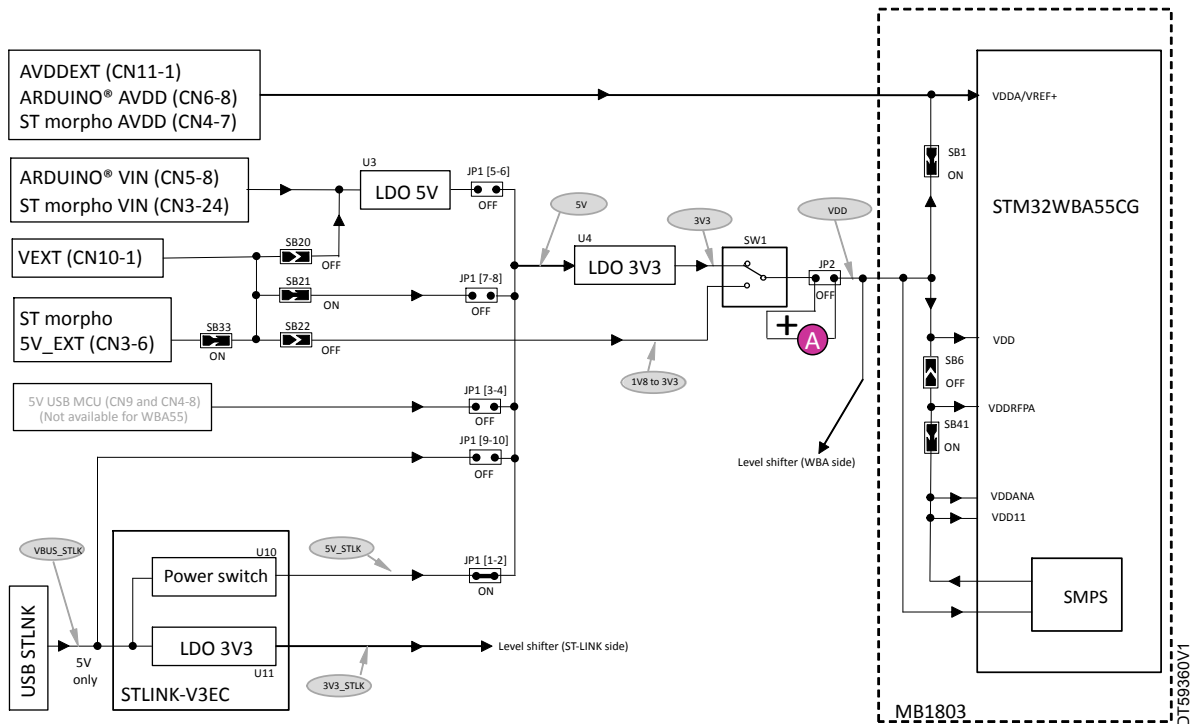 AVDDEXT (CN11-1)
ARDUINO® AVDD (CN6-8)
ST morpho AVDD (CN4-7)
VDDA/VREF+
SB1
ON
STM32WBA55CG
U3
LDO 5V
JP1 [5-6]
OFF
ARDUINO® VIN (CN5-8)
ST morpho VIN (CN3-24)
5V
3V3
VDD
VEXT (CN10-1)
SB20
OFF
U4
LDO 3V3
SW1
JP2
OFF
SB21
ON
JP1 [7-8]
OFF
+
A
ST morpho
5V_EXT (CN3-6)
SB33
ON
SB22
OFF
1V8 to 3V3
VDD
SB6
OFF
5V USB MCU (CN9 and CN4-8)
(Not available for WBA55)
JP1 [3-4]
OFF
VDDRFPA
SB41
ON
JP1 [9-10]
OFF
Level shifter (WBA side)
VDDANA
VDD11
VBUS_STLK
U10
Power switch
5V_STLK
JP1 [1-2]
ON
SMPS
USB STLNK
5V
only
LDO 3V3
U11
STLINK-V3EC
3V3_STLK
Level shifter (ST-LINK side)
MB1803
DT59360V1